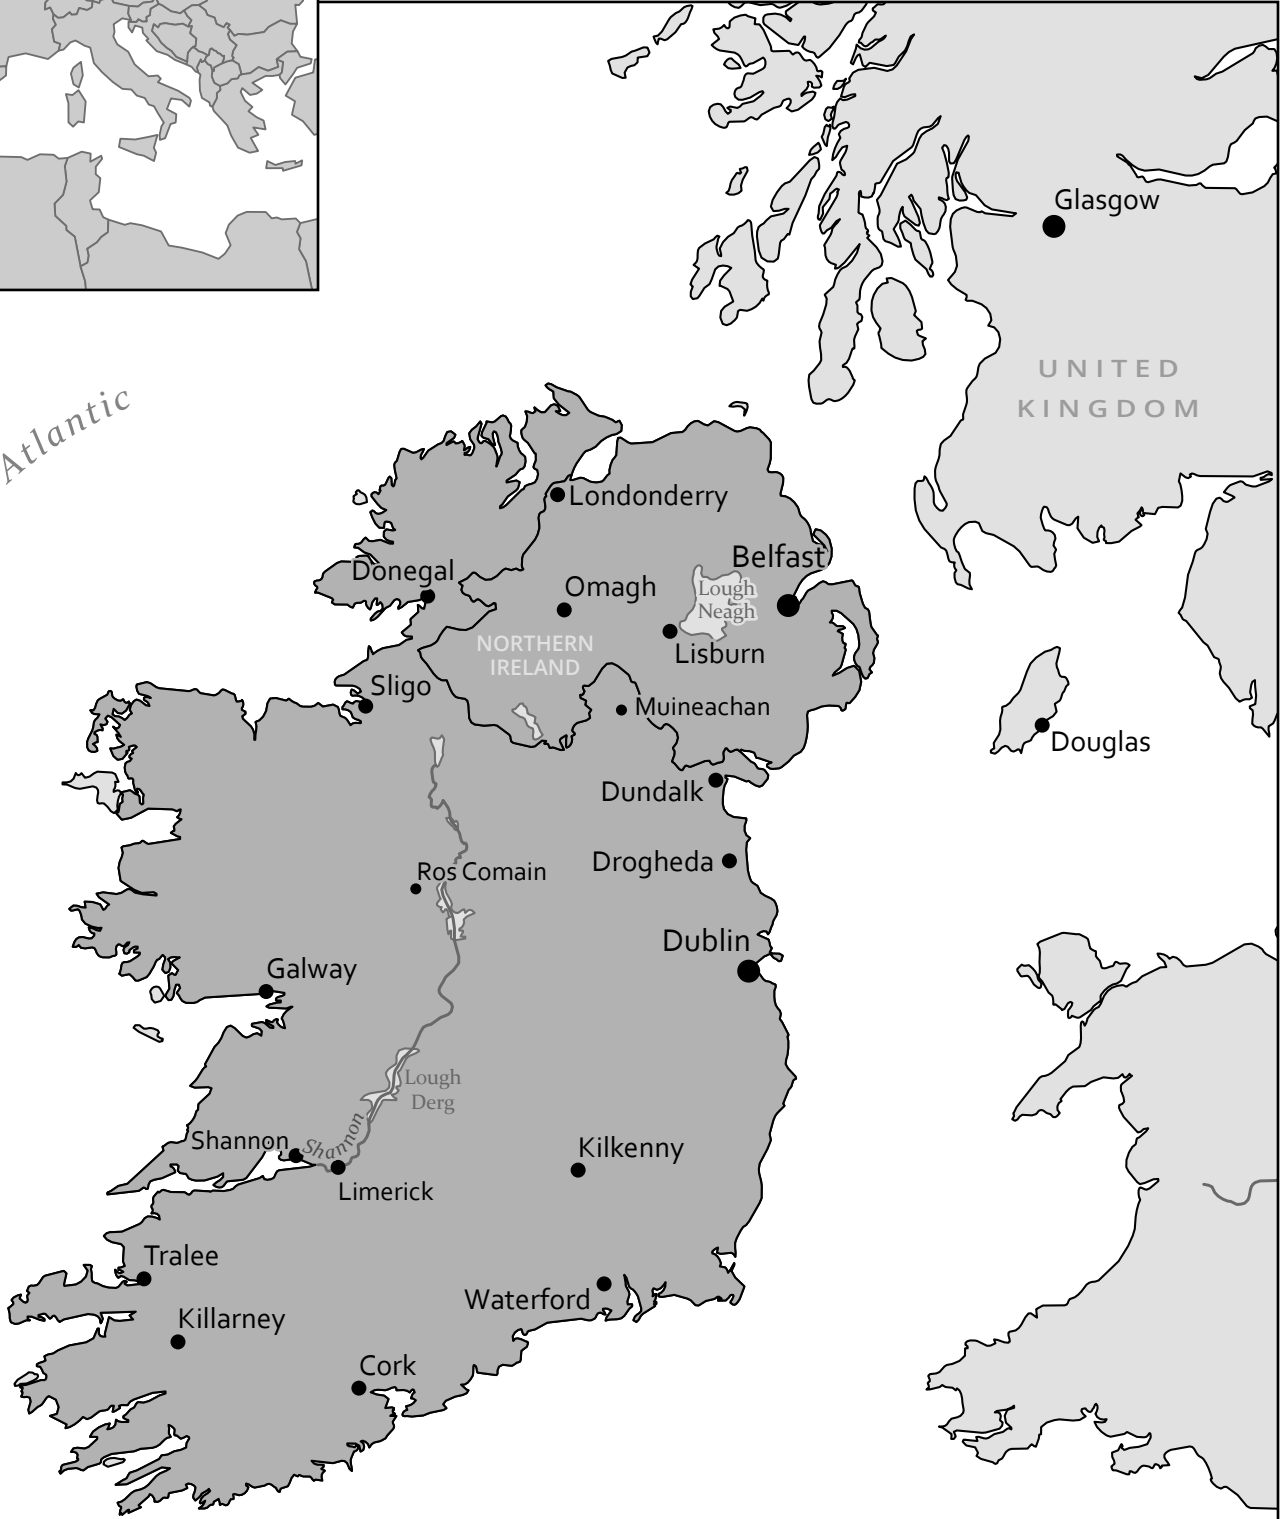 Glasgow
UNITED
KINGDOM
Atlantic
Londonderry
Belfast
Donegal
Omagh
Lough
Neagh
NORTHERN
IRELAND
Lisburn
Sligo
Muineachan
Douglas
Dundalk
Drogheda
Ros Comain
Dublin
Galway
Lough
Derg
Shannon
Shannon
Kilkenny
Limerick
Tralee
Waterford
Killarney
Cork